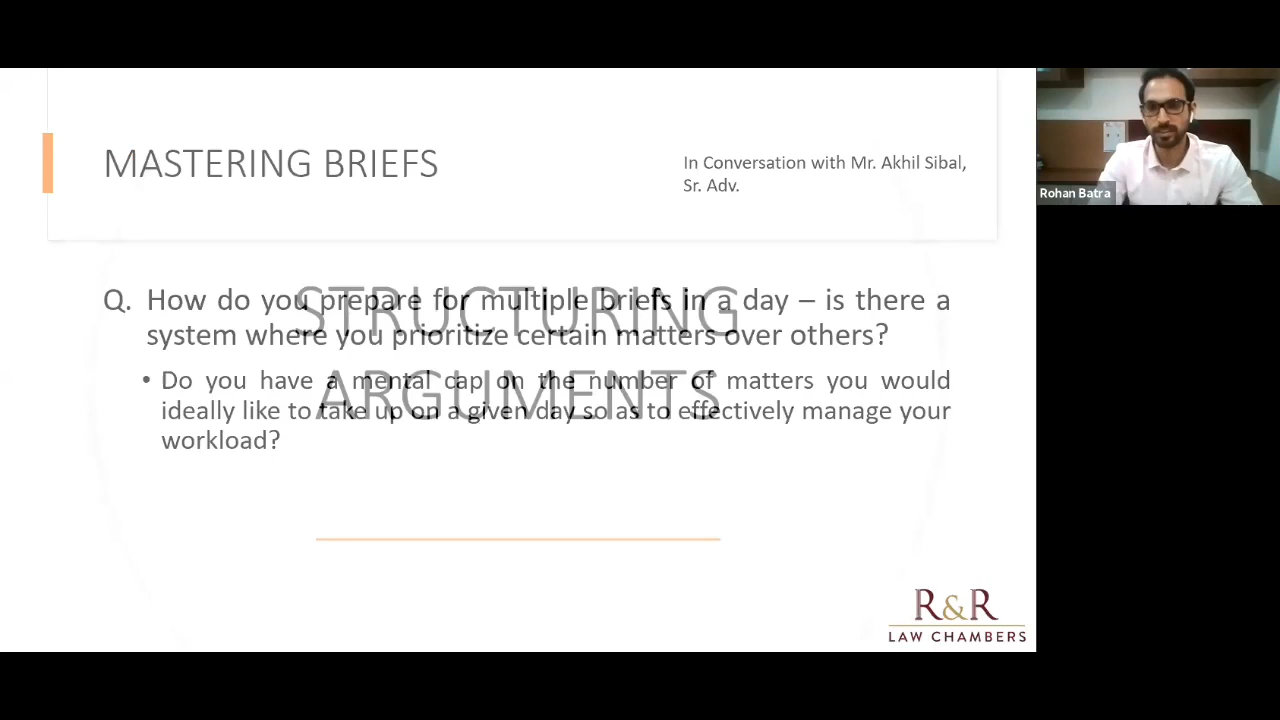 MASTERING BRIEFS
In Conversation with Mr. Akhil Sibal,
Sr. Adv.
Rohan Batra
Q. How do you prepare for multiple briefs in a day – is there a
system where you prioritize certain matters over others?
• Do you have a mental cap on the number of matters you would
ideally like to take up on a given day so as to effectively manage your
workload?
STRUCTURING
ARGUMENTS
R&R
LAW CHAMBERS